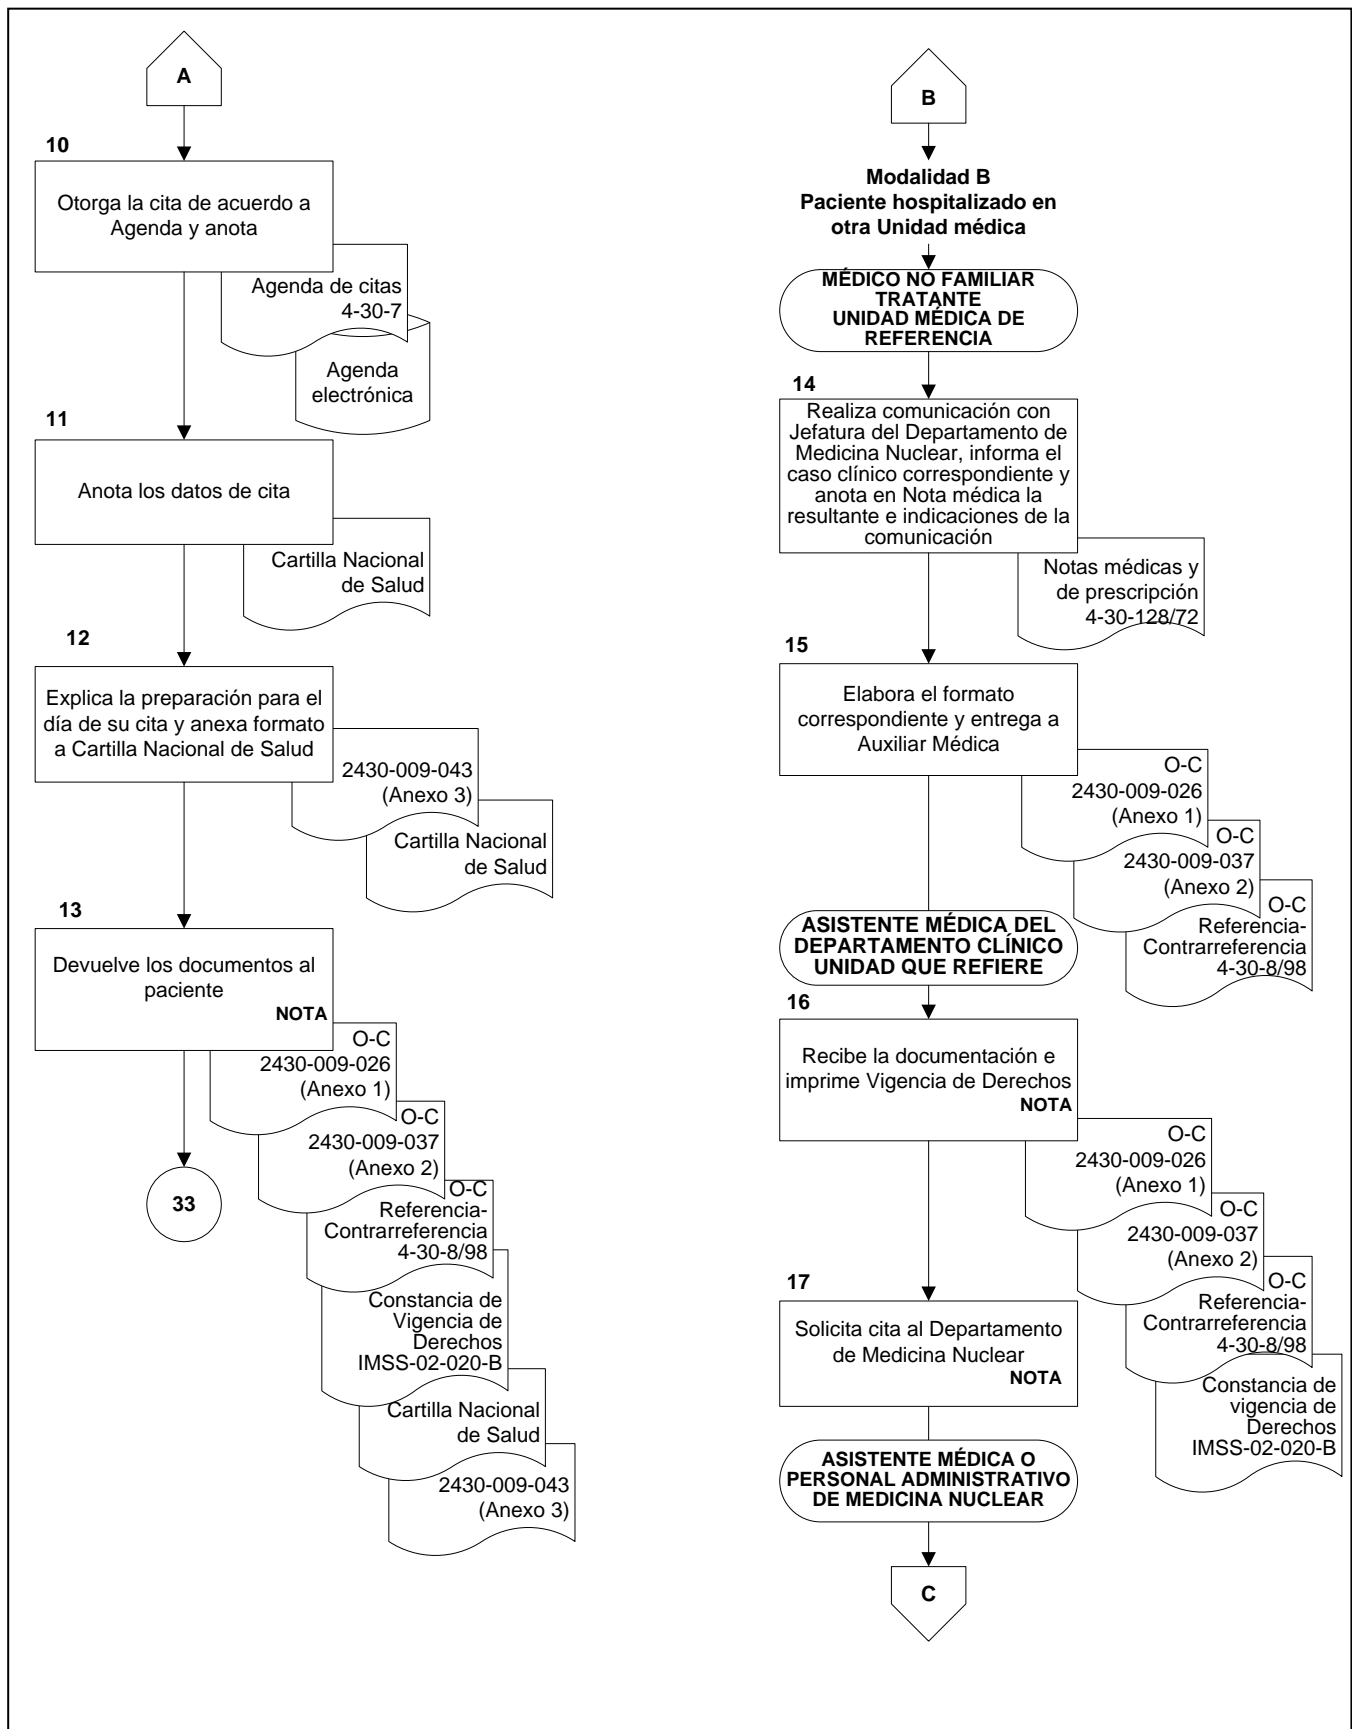 A
10
Otorga la cita de acuerdo a
Agenda y anota
Agenda de citas
4-30-7
Agenda
electrónica
11
Anota los datos de cita
Cartilla Nacional
de Salud
12
Explica la preparación para el
día de su cita y anexa formato
a Cartilla Nacional de Salud
2430-009-043
(Anexo 3)
Cartilla Nacional
de Salud
13
Devuelve los documentos al
paciente
NOTA
O-C
2430-009-026
(Anexo 1)
O-C
2430-009-037
(Anexo 2)
O-C
Referencia-
Contrarreferencia
4-30-8/98
Constancia de
Vigencia de
Derechos
IMSS-02-020-B
Cartilla Nacional
de Salud
2430-009-043
(Anexo 3)
33
B
Modalidad B
Paciente hospitalizado en
otra Unidad médica
MÉDICO NO FAMILIAR
TRATANTE
UNIDAD MÉDICA DE
REFERENCIA
14
Realiza comunicación con
Jefatura del Departamento de
Medicina Nuclear, informa el
caso clínico correspondiente y
anota en Nota médica la
resultante e indicaciones de la
comunicación
Notas médicas y
de prescripción
4-30-128/72
15
Elabora el formato
correspondiente y entrega a
Auxiliar Médica
O-C
2430-009-026
(Anexo 1)
O-C
2430-009-037
(Anexo 2)
O-C
Referencia-
Contrarreferencia
4-30-8/98
ASISTENTE MÉDICA DEL
DEPARTAMENTO CLÍNICO
UNIDAD QUE REFIERE
16
Recibe la documentación e
imprime Vigencia de Derechos
NOTA
O-C
2430-009-026
(Anexo 1)
O-C
2430-009-037
(Anexo 2)
O-C
Referencia-
Contrarreferencia
4-30-8/98
Constancia de
vigencia de
Derechos
IMSS-02-020-B
17
Solicita cita al Departamento
de Medicina Nuclear
NOTA
ASISTENTE MÉDICA O
PERSONAL ADMINISTRATIVO
DE MEDICINA NUCLEAR
C